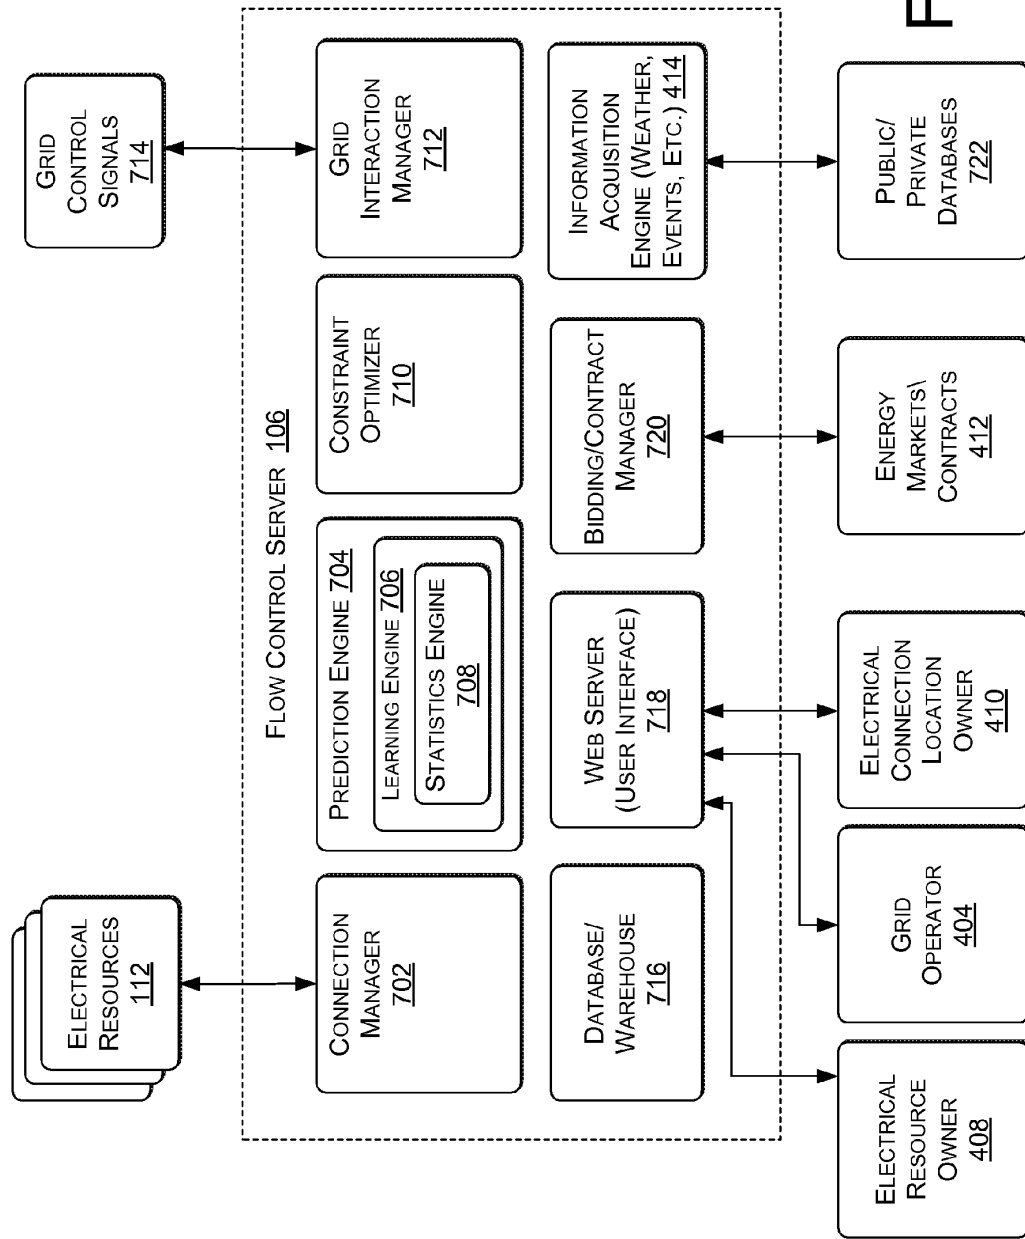 ELECTRICAL
RESOURCES
112
GRID
CONTROL
SIGNALS
714
FLOW CONTROL SERVER 106
CONNECTION
MANAGER
702
PREDICTION ENGINE 704
LEARNING ENGINE 706
STATISTICS ENGINE
708
CONSTRAINT
OPTIMIZER
710
GRID
INTERACTION
MANAGER
712
DATABASE/
WAREHOUSE
716
WEB SERVER
(USER INTERFACE)
718
BIDDING/CONTRACT
MANAGER
720
INFORMATION
ACQUISITION
ENGINE (WEATHER,
EVENTS, ETC.) 414
ELECTRICAL
RESOURCE
OWNER
408
GRID
OPERATOR
404
ELECTRICAL
CONNECTION
LOCATION
OWNER
410
ENERGY
MARKETS\
CONTRACTS
412
PUBLIC/
PRIVATE
DATABASES
722
F